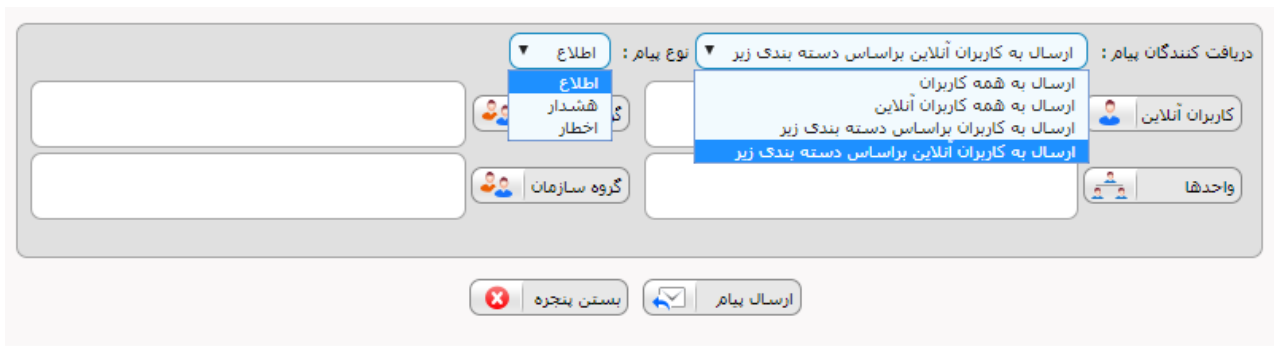 دریافت کنندگان پیام : ارسال به کاربران آنلاین براساس دسته بندی زیر نوع پیام : اطلاع
ارسال به همه کاربران
ارسال به همه کاربران آنلاین
ارسال به کاربران براساس دسته بندی زیر
ارسال به کاربران آنلاین براساس دسته بندی زیر
اطلاع
هشدار
اخطار
کاربران آنلاین
واحدها
گروه سازمان
ارسال پیام
بستن پنجره